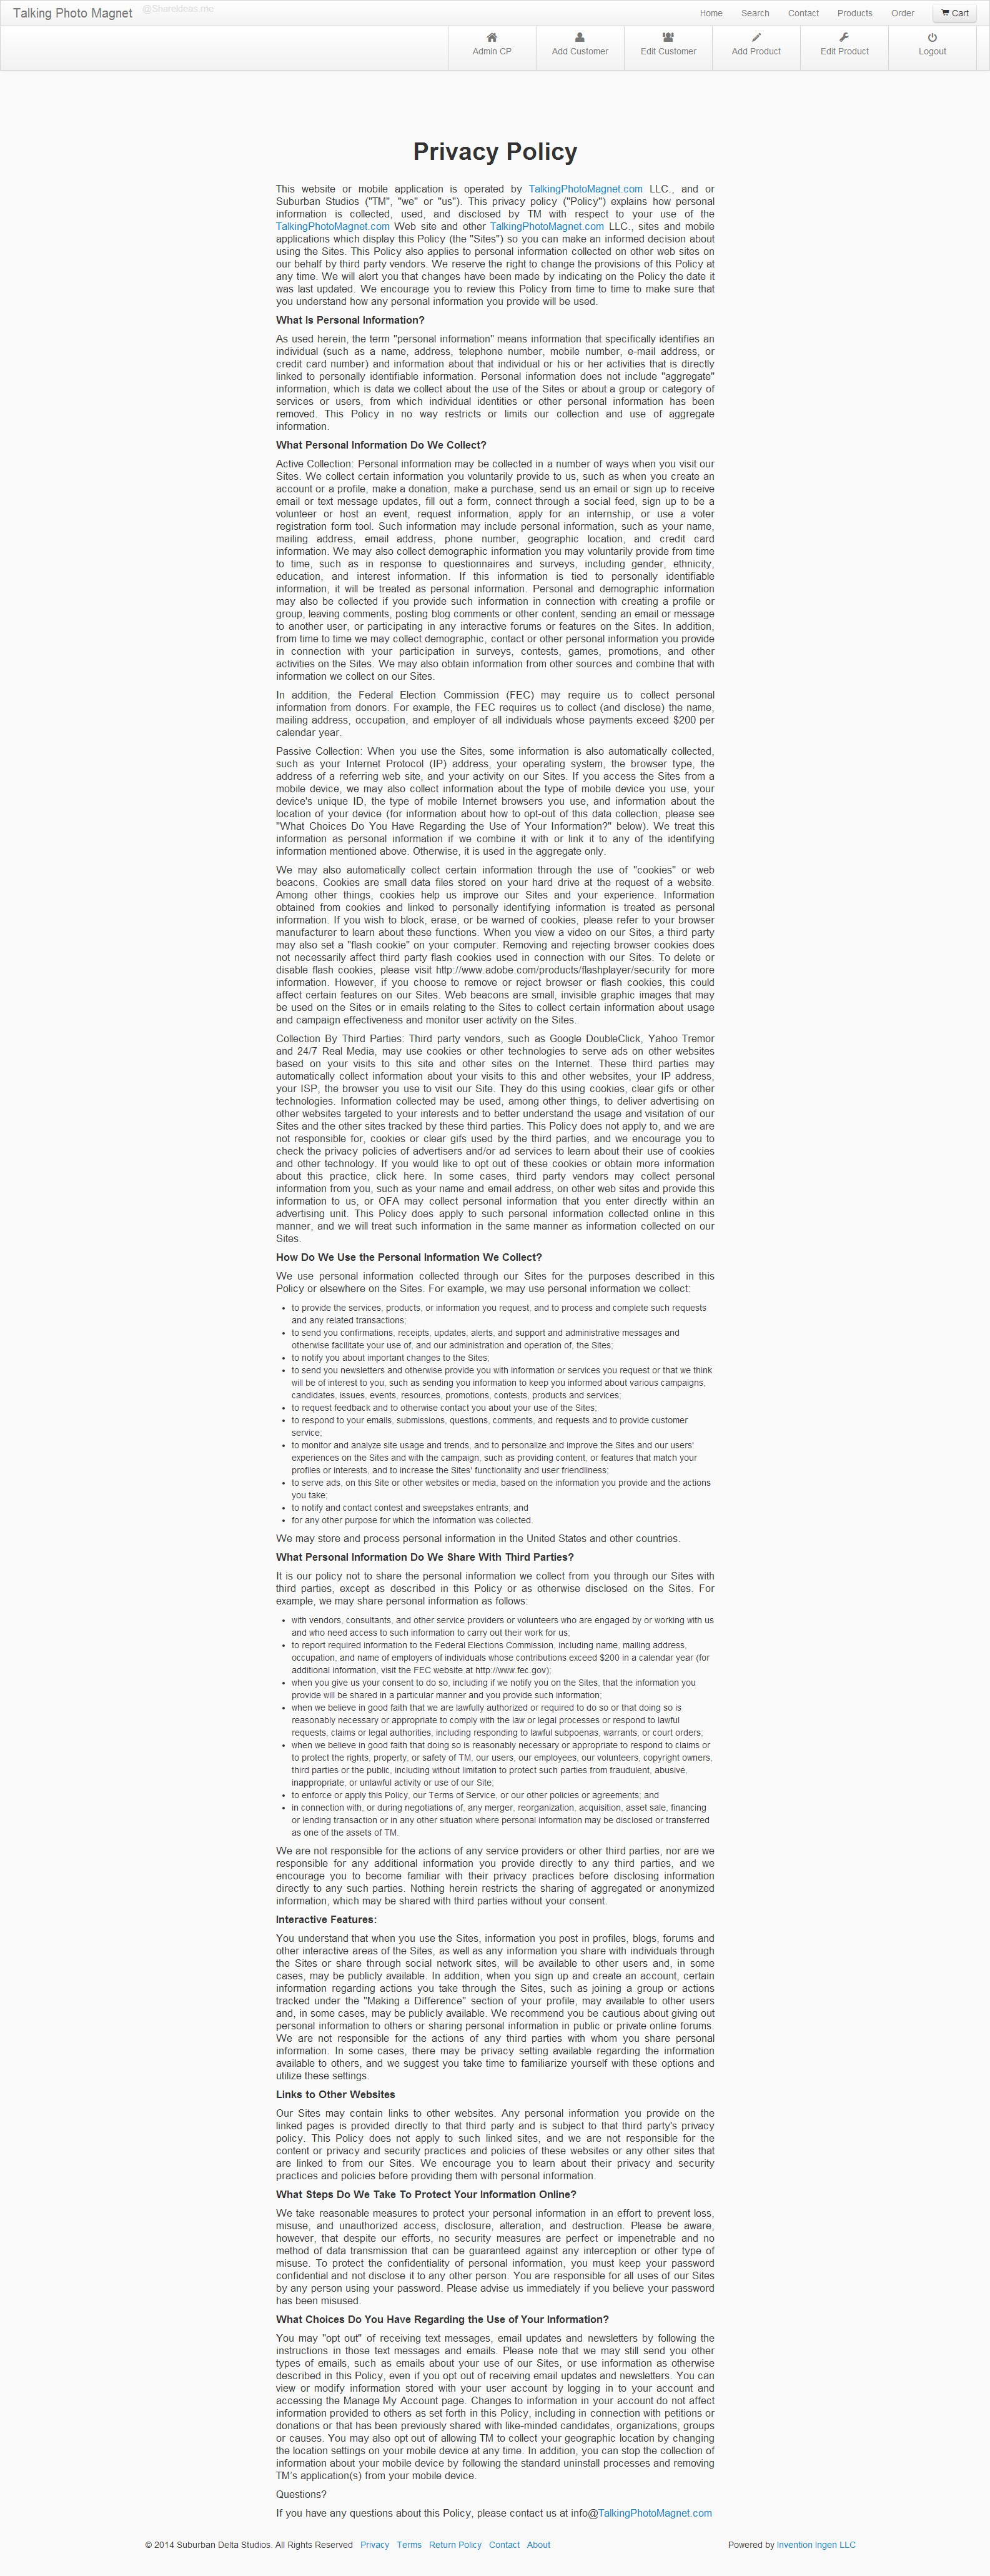 Talking Photo Magnet @ShareIdeas.me Home Search Contact Products Order Cart
Admin CP Add Customer Edit Customer Add Product Edit Product Logout
Privacy Policy
This website or mobile application is operated by TalkingPhotoMagnet.com LLC., and or
Suburban Studios ("TM", "we" or "us"). This privacy policy ("Policy") explains how personal
information is collected, used, and disclosed by TM with respect to your use of the
TalkingPhotoMagnet.com Web site and other TalkingPhotoMagnet.com LLC., sites and mobile
applications which display this Policy (the "Sites") so you can make an informed decision about
using the Sites. This Policy also applies to personal information collected on other web sites on
our behalf by third party vendors. We reserve the right to change the provisions of this Policy at
any time. We will alert you that changes have been made by indicating on the Policy the date it
was last updated. We encourage you to review this Policy from time to time to make sure that
you understand how any personal information you provide will be used.
What Is Personal Information?
As used herein, the term "personal information" means information that specifically identifies an
individual (such as a name, address, telephone number, mobile number, e-mail address, or
credit card number) and information about that individual or his or her activities that is directly
linked to personally identifiable information. Personal information does not include "aggregate"
information, which is data we collect about the use of the Sites or about a group or category of
services or users, from which individual identities or other personal information has been
removed. This Policy in no way restricts or limits our collection and use of aggregate
information.
What Personal Information Do We Collect?
Active Collection: Personal information may be collected in a number of ways when you visit our
Sites. We collect certain information you voluntarily provide to us, such as when you create an
account or a profile, make a donation, make a purchase, send us an email or sign up to receive
email or text message updates, fill out a form, connect through a social feed, sign up to be a
volunteer or host an event, request information, apply for an internship, or use a voter
registration form tool. Such information may include personal information, such as your name,
mailing address, email address, phone number, geographic location, and credit card
information. We may also collect demographic information you may voluntarily provide from time
to time, such as in response to questionnaires and surveys, including gender, ethnicity,
education, and interest information. If this information is tied to personally identifiable
information, it will be treated as personal information. Personal and demographic information
may also be collected if you provide such information in connection with creating a profile or
group, leaving comments, posting blog comments or other content, sending an email or message
to another user, or participating in any interactive forums or features on the Sites. In addition,
from time to time we may collect demographic, contact or other personal information you provide
in connection with your participation in surveys, contests, games, promotions, and other
activities on the Sites. We may also obtain information from other sources and combine that with
information we collect on our Sites.
In addition, the Federal Election Commission (FEC) may require us to collect personal
information from donors. For example, the FEC requires us to collect (and disclose) the name,
mailing address, occupation, and employer of all individuals whose payments exceed $200 per
calendar year.
Passive Collection: When you use the Sites, some information is also automatically collected,
such as your Internet Protocol (IP) address, your operating system, the browser type, the
address of a referring web site, and your activity on our Sites. If you access the Sites from a
mobile device, we may also collect information about the type of mobile device you use, your
device's unique ID, the type of mobile Internet browsers you use, and information about the
location of your device (for information about how to opt-out of this data collection, please see
"What Choices Do You Have Regarding the Use of Your Information?" below). We treat this
information as personal information if we combine it with or link it to any of the identifying
information mentioned above. Otherwise, it is used in the aggregate only.
We may also automatically collect certain information through the use of "cookies" or web
beacons. Cookies are small data files stored on your hard drive at the request of a website.
Among other things, cookies help us improve our Sites and your experience. Information
obtained from cookies and linked to personally identifying information is treated as personal
information. If you wish to block, erase, or be warned of cookies, please refer to your browser
manufacturer to learn about these functions. When you view a video on our Sites, a third party
may also set a "flash cookie" on your computer. Removing and rejecting browser cookies does
not necessarily affect third party flash cookies used in connection with our Sites. To delete or
disable flash cookies, please visit http://www.adobe.com/products/flashplayer/security for more
information. However, if you choose to remove or reject browser or flash cookies, this could
affect certain features on our Sites. Web beacons are small, invisible graphic images that may
be used on the Sites or in emails relating to the Sites to collect certain information about usage
and campaign effectiveness and monitor user activity on the Sites.
Collection By Third Parties: Third party vendors, such as Google DoubleClick, Yahoo Tremor
and 24/7 Real Media, may use cookies or other technologies to serve ads on other websites
based on your visits to this site and other sites on the Internet. These third parties may
automatically collect information about your visits to this and other websites, your IP address,
your ISP, the browser you use to visit our Site. They do this using cookies, clear gifs or other
technologies. Information collected may be used, among other things, to deliver advertising on
other websites targeted to your interests and to better understand the usage and visitation of our
Sites and the other sites tracked by these third parties. This Policy does not apply to, and we are
not responsible for, cookies or clear gifs used by the third parties, and we encourage you to
check the privacy policies of advertisers and/or ad services to learn about their use of cookies
and other technology. If you would like to opt out of these cookies or obtain more information
about this practice, click here. In some cases, third party vendors may collect personal
information from you, such as your name and email address, on other web sites and provide this
information to us, or OFA may collect personal information that you enter directly within an
advertising unit. This Policy does apply to such personal information collected online in this
manner, and we will treat such information in the same manner as information collected on our
Sites.
How Do We Use the Personal Information We Collect?
We use personal information collected through our Sites for the purposes described in this
Policy or elsewhere on the Sites. For example, we may use personal information we collect:
• to provide the services, products, or information you request, and to process and complete such requests
and any related transactions;
• to send you confirmations, receipts, updates, alerts, and support and administrative messages and
otherwise facilitate your use of, and our administration and operation of, the Sites;
• to notify you about important changes to the Sites;
• to send you newsletters and otherwise provide you with information or services you request or that we think
will be of interest to you, such as sending you information to keep you informed about various campaigns,
candidates, issues, events, resources, promotions, contests, products and services;
• to request feedback and to otherwise contact you about your use of the Sites;
• to respond to your emails, submissions, questions, comments, and requests and to provide customer
service;
• to monitor and analyze site usage and trends, and to personalize and improve the Sites and our users'
experiences on the Sites and with the campaign, such as providing content, or features that match your
profiles or interests, and to increase the Sites' functionality and user friendliness;
• to serve ads, on this Site or other websites or media, based on the information you provide and the actions
you take;
• to notify and contact contest and sweepstakes entrants; and
• for any other purpose for which the information was collected.
We may store and process personal information in the United States and other countries.
What Personal Information Do We Share With Third Parties?
It is our policy not to share the personal information we collect from you through our Sites with
third parties, except as described in this Policy or as otherwise disclosed on the Sites. For
example, we may share personal information as follows:
• with vendors, consultants, and other service providers or volunteers who are engaged by or working with us
and who need access to such information to carry out their work for us;
• to report required information to the Federal Elections Commission, including name, mailing address,
occupation, and name of employers of individuals whose contributions exceed $200 in a calendar year (for
additional information, visit the FEC website at http://www.fec.gov);
• when you give us your consent to do so, including if we notify you on the Sites, that the information you
provide will be shared in a particular manner and you provide such information;
• when we believe in good faith that we are lawfully authorized or required to do so or that doing so is
reasonably necessary or appropriate to comply with the law or legal processes or respond to lawful
requests, claims or legal authorities, including responding to lawful subpoenas, warrants, or court orders;
• when we believe in good faith that doing so is reasonably necessary or appropriate to respond to claims or
to protect the rights, property, or safety of TM, our users, our employees, our volunteers, copyright owners,
third parties or the public, including without limitation to protect such parties from fraudulent, abusive,
inappropriate, or unlawful activity or use of our Site;
• to enforce or apply this Policy, our Terms of Service, or our other policies or agreements; and
• in connection with, or during negotiations of, any merger, reorganization, acquisition, asset sale, financing
or lending transaction or in any other situation where personal information may be disclosed or transferred
as one of the assets of TM.
We are not responsible for the actions of any service providers or other third parties, nor are we
responsible for any additional information you provide directly to any third parties, and we
encourage you to become familiar with their privacy practices before disclosing information
directly to any such parties. Nothing herein restricts the sharing of aggregated or anonymized
information, which may be shared with third parties without your consent.
Interactive Features:
You understand that when you use the Sites, information you post in profiles, blogs, forums and
other interactive areas of the Sites, as well as any information you share with individuals through
the Sites or share through social network sites, will be available to other users and, in some
cases, may be publicly available. In addition, when you sign up and create an account, certain
information regarding actions you take through the Sites, such as joining a group or actions
tracked under the "Making a Difference" section of your profile, may available to other users
and, in some cases, may be publicly available. We recommend you be cautious about giving out
personal information to others or sharing personal information in public or private online forums.
We are not responsible for the actions of any third parties with whom you share personal
information. In some cases, there may be privacy setting available regarding the information
available to others, and we suggest you take time to familiarize yourself with these options and
utilize these settings.
Links to Other Websites
Our Sites may contain links to other websites. Any personal information you provide on the
linked pages is provided directly to that third party and is subject to that third party's privacy
policy. This Policy does not apply to such linked sites, and we are not responsible for the
content or privacy and security practices and policies of these websites or any other sites that
are linked to from our Sites. We encourage you to learn about their privacy and security
practices and policies before providing them with personal information.
What Steps Do We Take To Protect Your Information Online?
We take reasonable measures to protect your personal information in an effort to prevent loss,
misuse, and unauthorized access, disclosure, alteration, and destruction. Please be aware,
however, that despite our efforts, no security measures are perfect or impenetrable and no
method of data transmission that can be guaranteed against any interception or other type of
misuse. To protect the confidentiality of personal information, you must keep your password
confidential and not disclose it to any other person. You are responsible for all uses of our Sites
by any person using your password. Please advise us immediately if you believe your password
has been misused.
What Choices Do You Have Regarding the Use of Your Information?
You may "opt out" of receiving text messages, email updates and newsletters by following the
instructions in those text messages and emails. Please note that we may still send you other
types of emails, such as emails about your use of our Sites, or use information as otherwise
described in this Policy, even if you opt out of receiving email updates and newsletters. You can
view or modify information stored with your user account by logging in to your account and
accessing the Manage My Account page. Changes to information in your account do not affect
information provided to others as set forth in this Policy, including in connection with petitions or
donations or that has been previously shared with like-minded candidates, organizations, groups
or causes. You may also opt out of allowing TM to collect your geographic location by changing
the location settings on your mobile device at any time. In addition, you can stop the collection of
information about your mobile device by following the standard uninstall processes and removing
TM's application(s) from your mobile device.
Questions?
If you have any questions about this Policy, please contact us at info@TalkingPhotoMagnet.com
© 2014 Suburban Delta Studios. All Rights Reserved Privacy Terms Return Policy Contact About Powered by Invention Ingen LLC